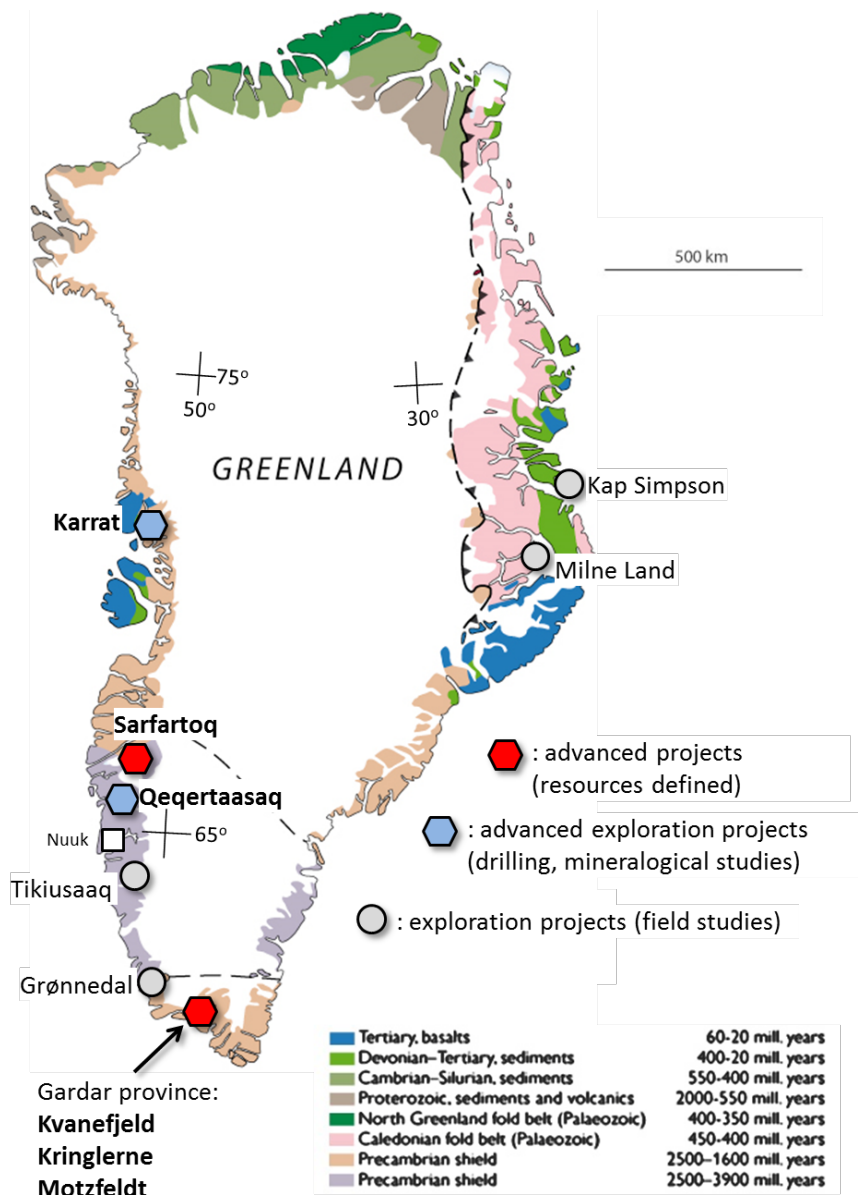 500 km
75°
50°
30°
GREENLAND
Kap Simpson
Karrat
Milne Land
Sarfartoq
: advanced projects
(resources defined)
Qeqertaasaq
: advanced exploration projects
(drilling, mineralogical studies)
Nuuk
65°
Tikiusaaq
: exploration projects (field studies)
Grønnedal
Gardar province:
Kvanefjeld
Kringlerne
Motzfeldt
Tertiary, basalts 60-20 mill. years
Devonian–Tertiary, sediments 400-20 mill. years
Cambrian–Silurian, sediments 550-400 mill. years
Proterozoic, sediments and volcanics 2000-550 mill. years
North Greenland fold belt (Palaeozoic) 400-350 mill. years
Caledonian fold belt (Palaeozoic) 450-400 mill. years
Precambrian shield 2500–1600 mill. years
Precambrian shield 2500-3900 mill. years